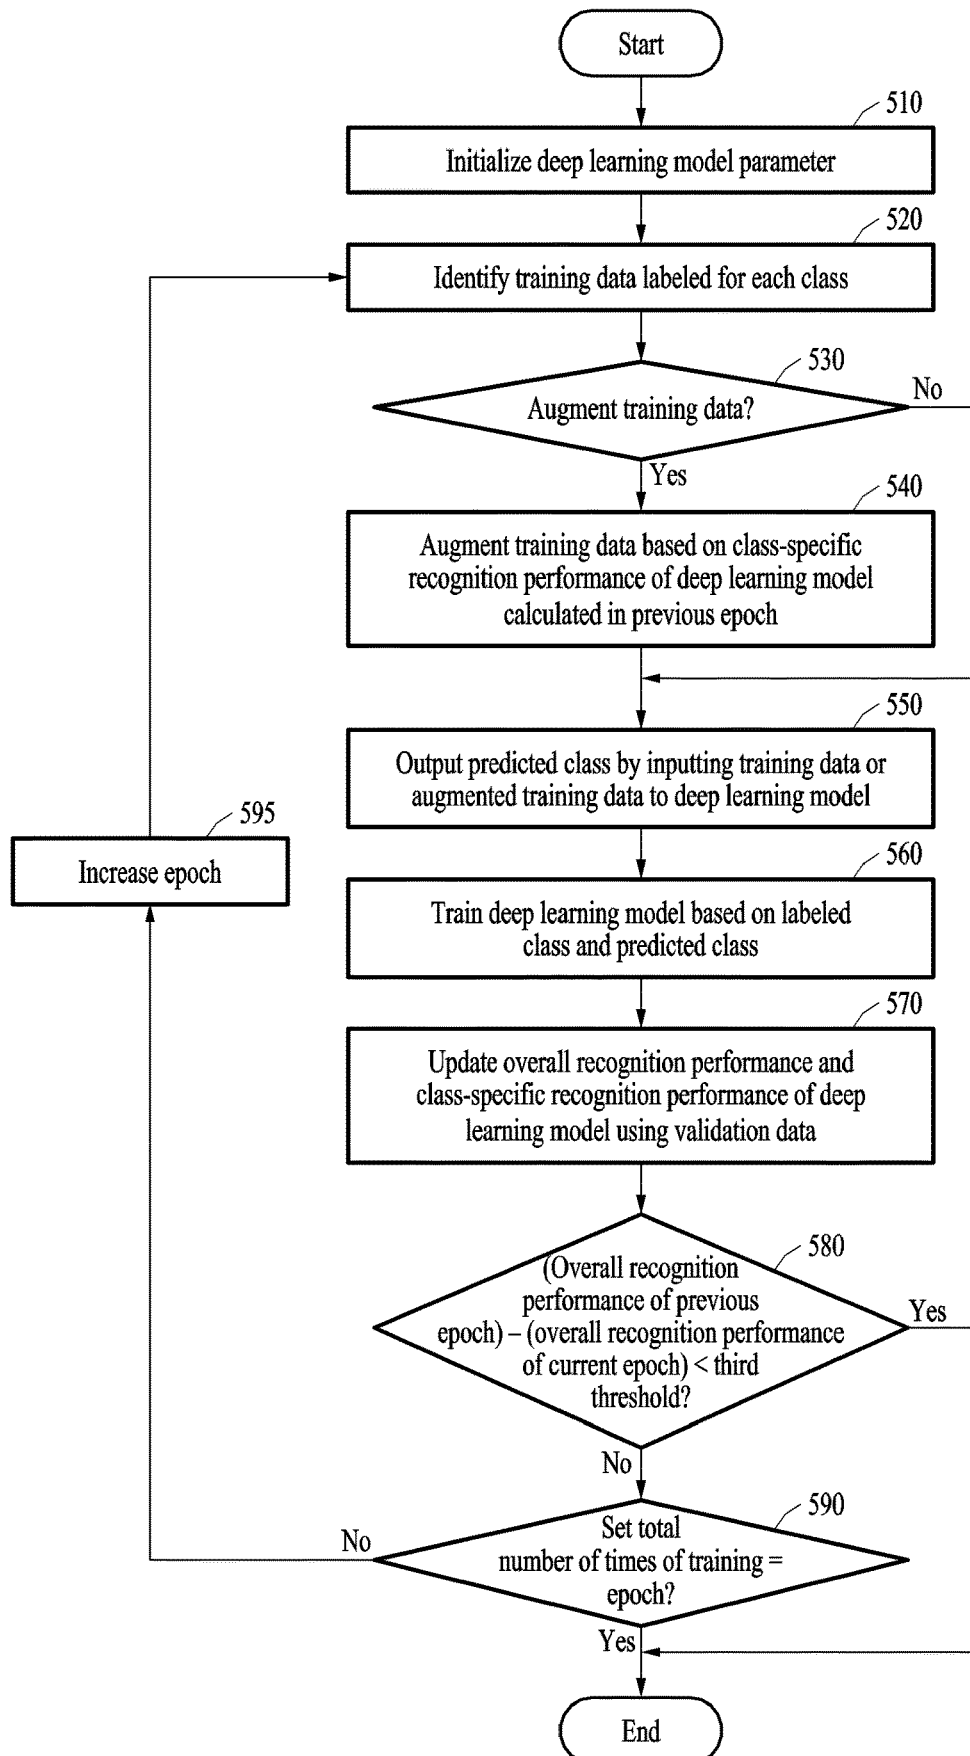 Start
510
Initialize deep learning model parameter
520
Identify training data labeled for each class
530
Augment training data?
No
Yes
540
Augment training data based on class-specific
recognition performance of deep learning model
calculated in previous epoch
550
Output predicted class by inputting training data or
augmented training data to deep learning model
595
Increase epoch
560
Train deep learning model based on labeled
class and predicted class
570
Update overall recognition performance and
class-specific recognition performance of deep
learning model using validation data
580
(Overall recognition
performance of previous
epoch) – (overall recognition performance
of current epoch) < third
threshold?
Yes
No
590
Set total
number of times of training =
epoch?
No
Yes
End